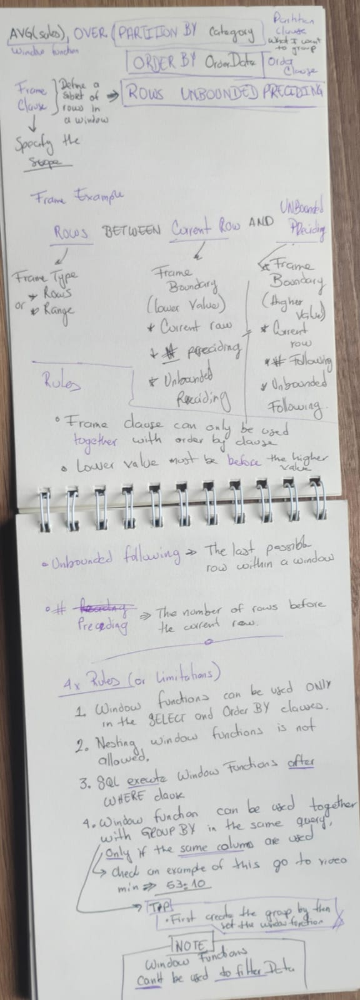 AVG(sales), OVER (PARTITION BY Category
Window function
Partition
Clause
What I want
to group
ORDER BY OrderData
Order
Clause
Frame
Clause
Define a
subset of
rows in
a window
ROWS UNBOUNDED PRECIDING
Specify the
Scope
Frame Example
ROWS BETWEEN Current Row AND UNBounded
PReciding
Frame Type
* Rows
or * Range
Frame
Boundary
(lower Value)
* Current row
* # preciding
* Unbounded
Reciding
* Frame
Boundary
(Higher
Value)
* Current
row
* # Following
* Unbounded
Following.
Rules
• Frame clause can only be used
together with order by clause
• Lower value must be before the higher
value
• Unbounded following => The last possible
row within a window
• # Preceding
Preceding => The number of rows before
the current row.
4x Rules (or limitations)
1. Window functions can be used ONLY
in the SELECT and Order BY clauses.
2. Nesting window functions is not
allowed.
3. SQL execute Window Functions after
WHERE clause
4. Window function can be used together
with GROUP BY in the same query,
Only if the same colums are used
check an example of this go to video
min => 53:10
TIP
• First create the group by then
set the window function
NOTE
Window Functions
Can't be used to filter Data